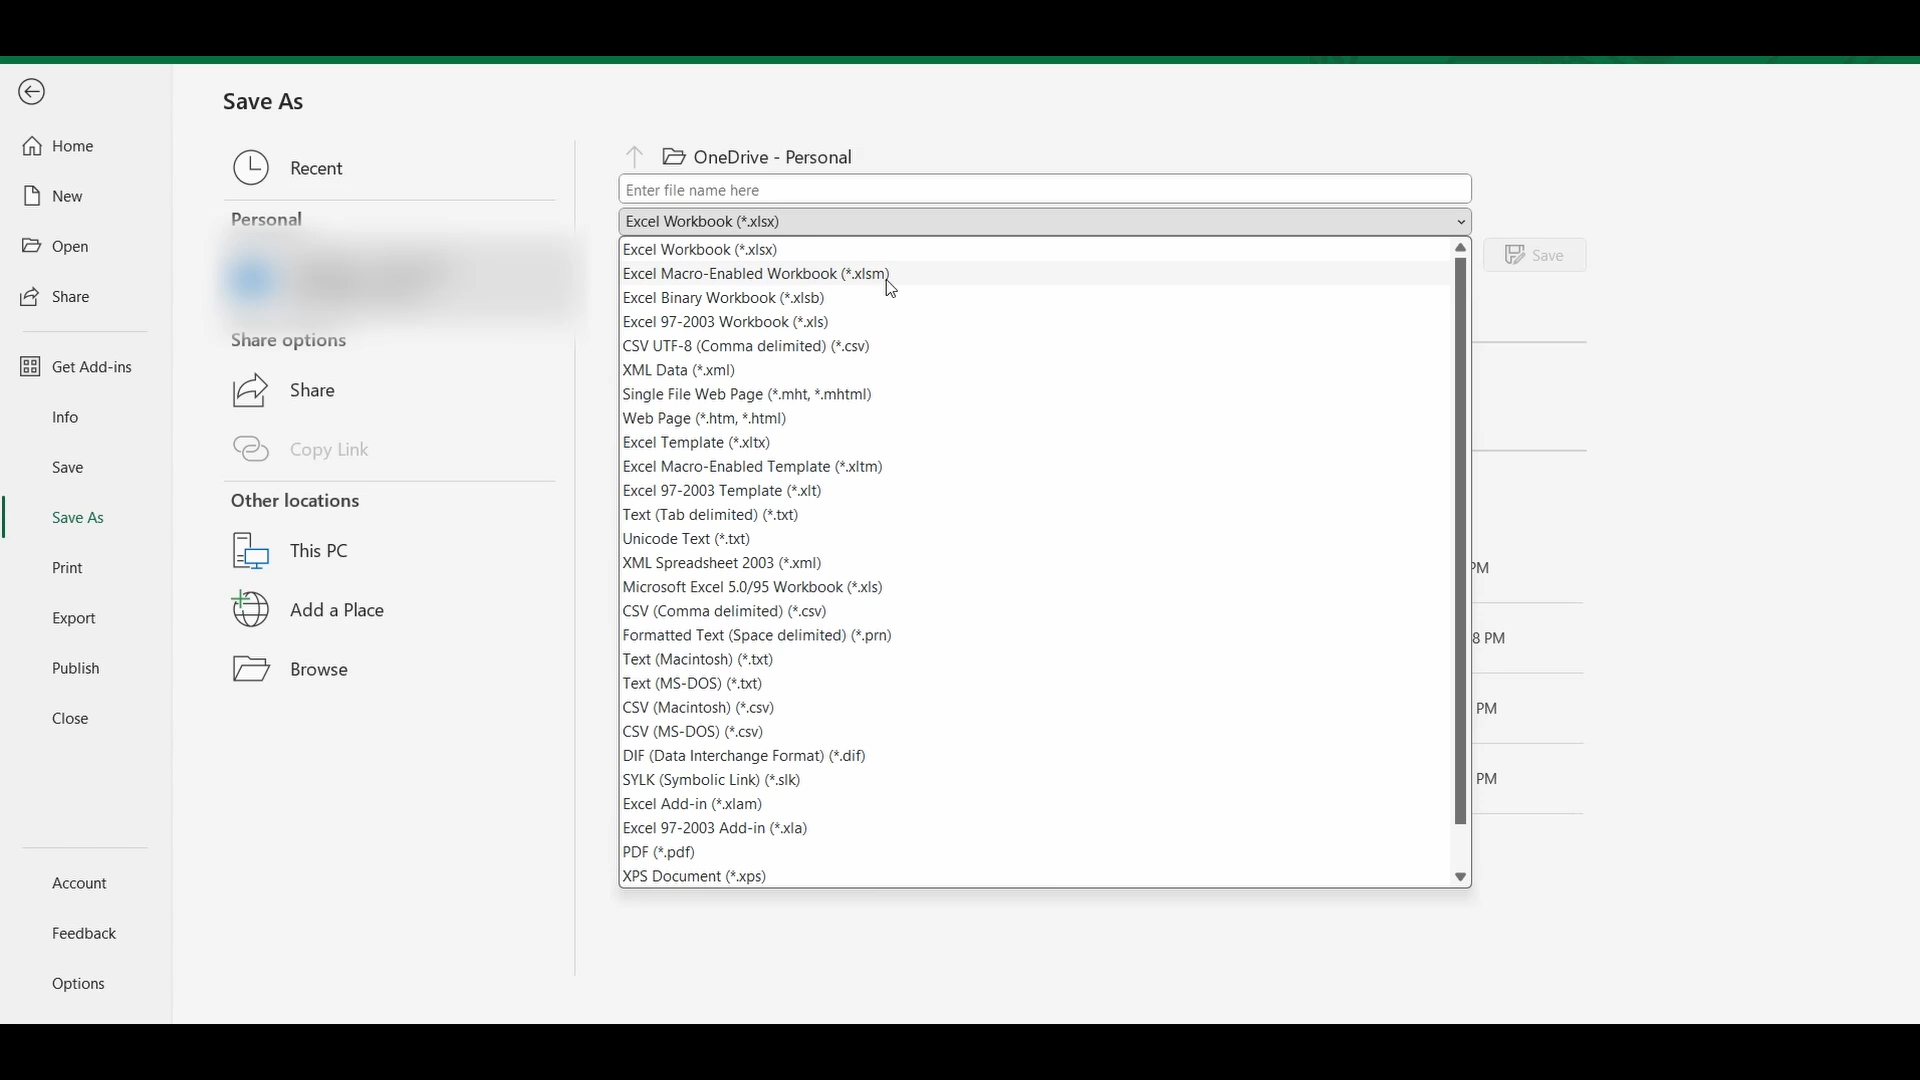 Save As
Home
New
Open
Share
Get Add-ins
Info
Save
Save As
Print
Export
Publish
Close
Account
Feedback
Options
Recent
Personal
Share options
Share
Copy Link
Other locations
This PC
Add a Place
Browse
OneDrive - Personal
Enter file name here
Excel Workbook (*.xlsx)
Excel Workbook (*.xlsx)
Excel Macro-Enabled Workbook (*.xlsm)
Excel Binary Workbook (*.xlsb)
Excel 97-2003 Workbook (*.xls)
CSV UTF-8 (Comma delimited) (*.csv)
XML Data (*.xml)
Single File Web Page (*.mht, *.mhtml)
Web Page (*.htm, *.html)
Excel Template (*.xltx)
Excel Macro-Enabled Template (*.xltm)
Excel 97-2003 Template (*.xlt)
Text (Tab delimited) (*.txt)
Unicode Text (*.txt)
XML Spreadsheet 2003 (*.xml)
Microsoft Excel 5.0/95 Workbook (*.xls)
CSV (Comma delimited) (*.csv)
Formatted Text (Space delimited) (*.prn)
Text (Macintosh) (*.txt)
Text (MS-DOS) (*.txt)
CSV (Macintosh) (*.csv)
CSV (MS-DOS) (*.csv)
DIF (Data Interchange Format) (*.dif)
SYLK (Symbolic Link) (*.slk)
Excel Add-in (*.xlam)
Excel 97-2003 Add-in (*.xla)
PDF (*.pdf)
XPS Document (*.xps)
Save
PM
8 PM
PM
PM